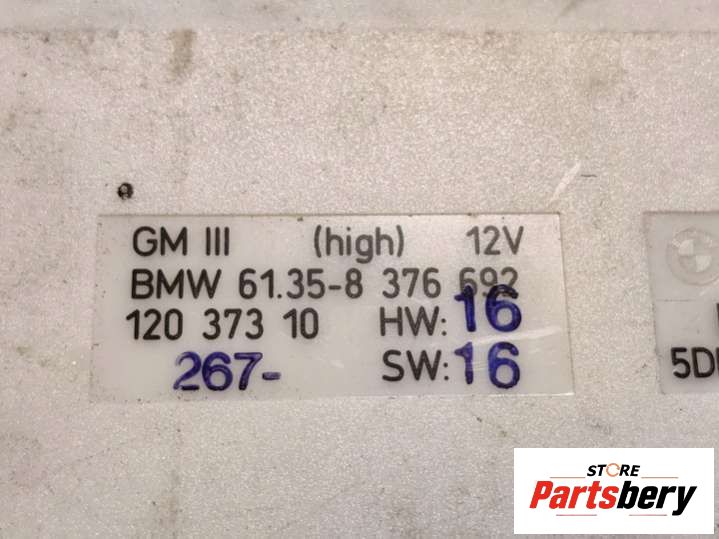 GM III (high) 12V
BMW 61.35-8 376 692
120 373 10 HW: 16
267- SW: 16
STORE
Partsbery